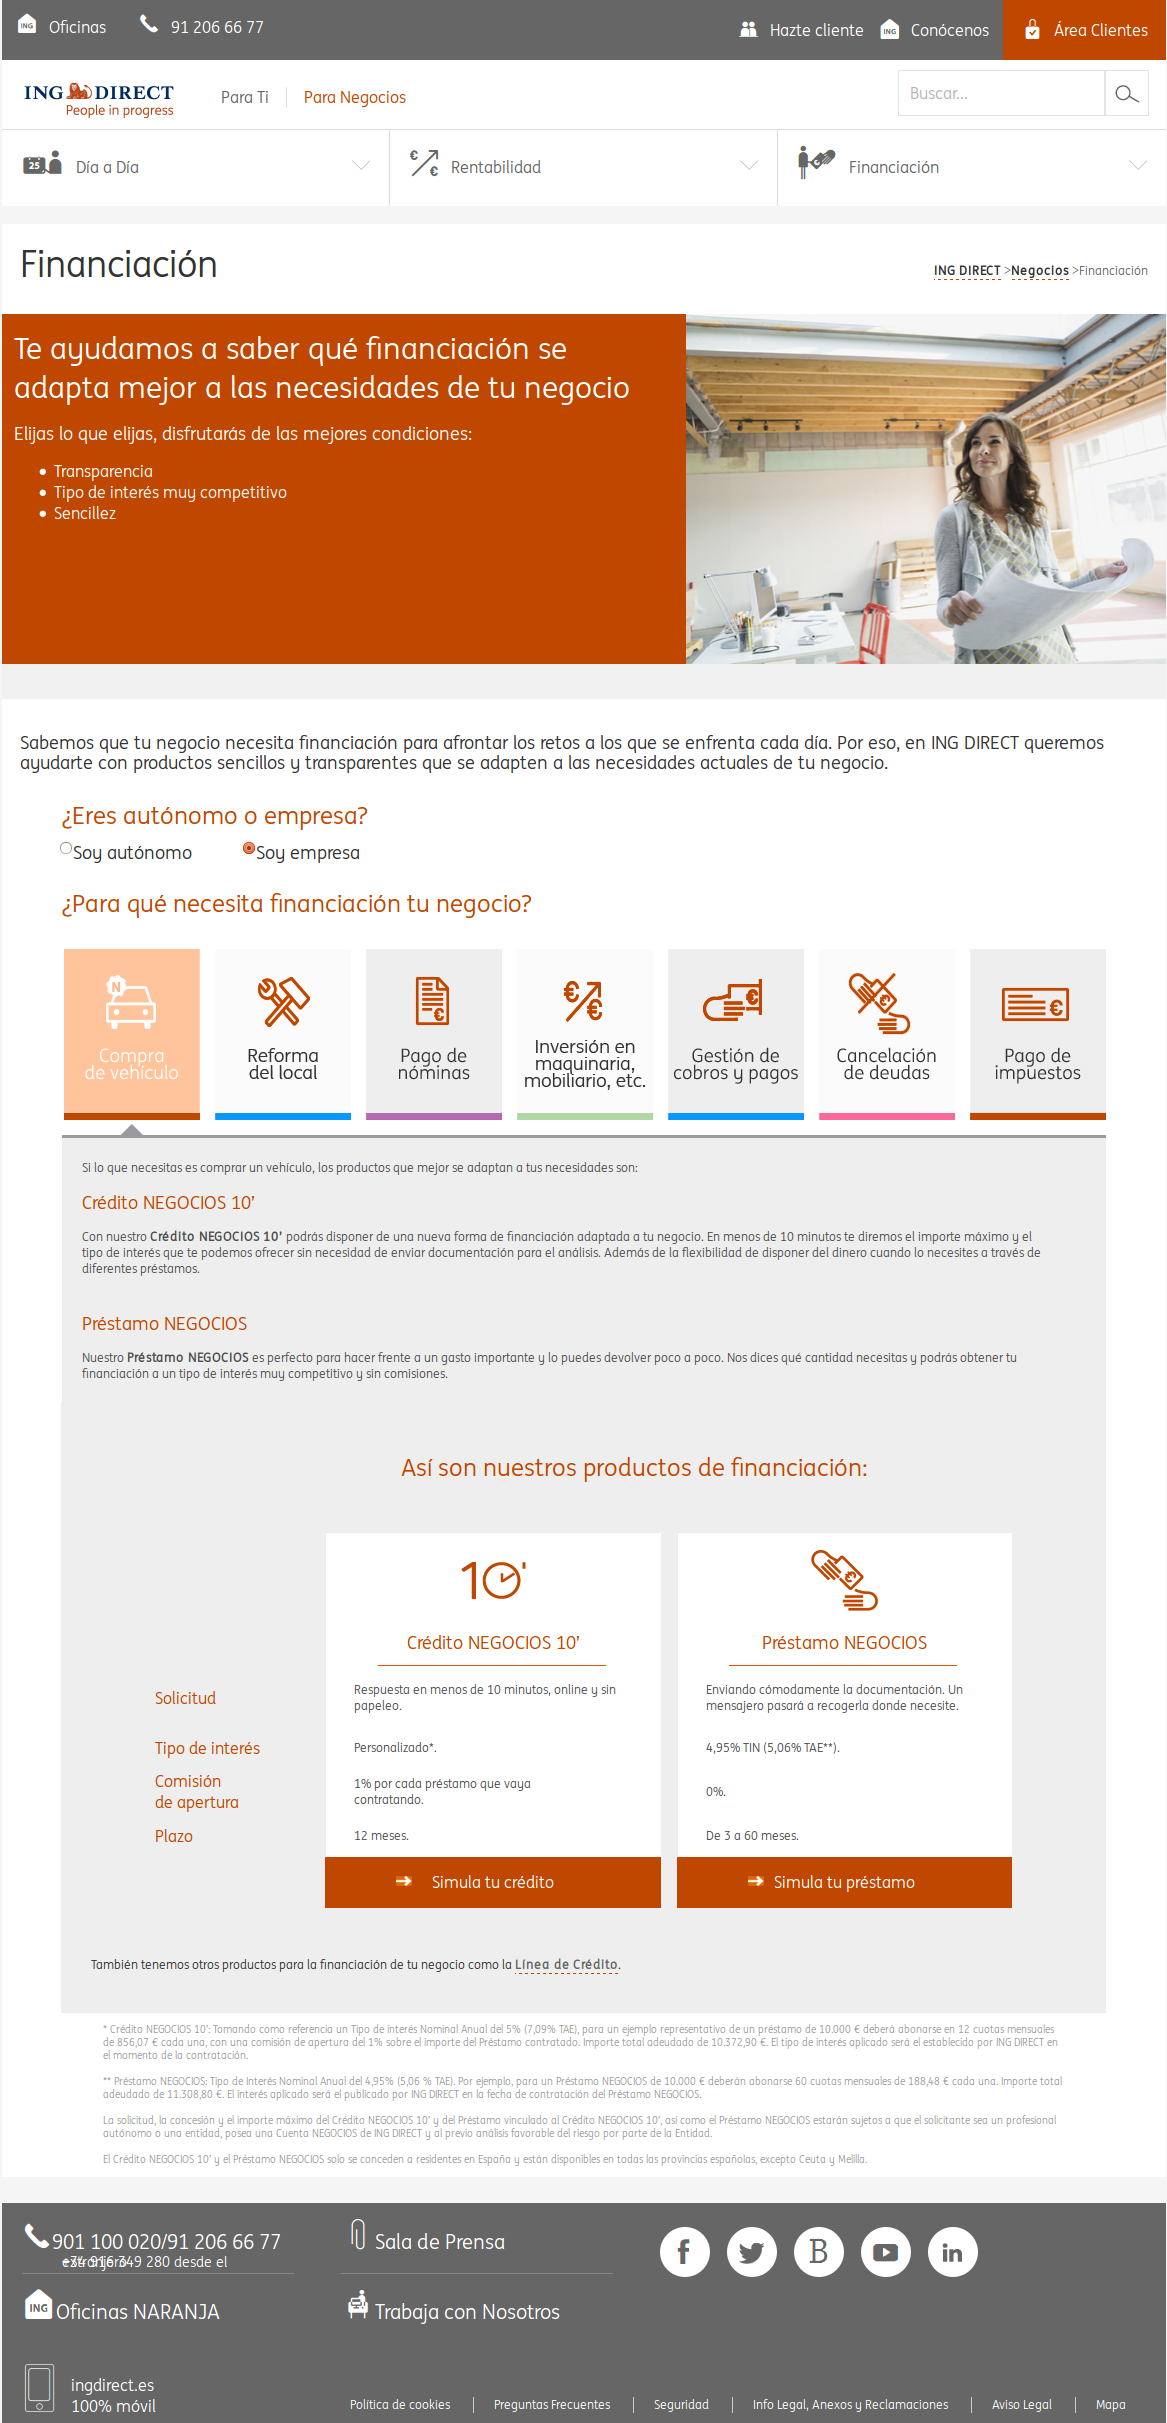 ING
Oficinas
91 206 66 77
Hazte cliente
ING
Conócenos
Área Clientes
ING DIRECT
People in progress
Para Ti
Para Negocios
Buscar...
25
Día a Día
€ €
Rentabilidad
Financiación
Financiación
ING DIRECT >Negocios >Financiación
Te ayudamos a saber qué financiación se
adapta mejor a las necesidades de tu negocio
Elijas lo que elijas, disfrutarás de las mejores condiciones:
Transparencia
Tipo de interés muy competitivo
Sencillez
Sabemos que tu negocio necesita financiación para afrontar los retos a los que se enfrenta cada día. Por eso, en ING DIRECT queremos
ayudarte con productos sencillos y transparentes que se adapten a las necesidades actuales de tu negocio.
¿Eres autónomo o empresa?
Soy autónomo
Soy empresa
¿Para qué necesita financiación tu negocio?
N
Compra
de vehículo
Reforma
del local
€
Pago de
nóminas
€ €
Inversión en
maquinaria,
mobiliario, etc.
€
Gestión de
cobros y pagos
€
Cancelación
de deudas
€
Pago de
impuestos
Si lo que necesitas es comprar un vehículo, los productos que mejor se adaptan a tus necesidades son:
Crédito NEGOCIOS 10’
Con nuestro Crédito NEGOCIOS 10’ podrás disponer de una nueva forma de financiación adaptada a tu negocio. En menos de 10 minutos te diremos el importe máximo y el
tipo de interés que te podemos ofrecer sin necesidad de enviar documentación para el análisis. Además de la flexibilidad de disponer del dinero cuando lo necesites a través de
diferentes préstamos.
Préstamo NEGOCIOS
Nuestro Préstamo NEGOCIOS es perfecto para hacer frente a un gasto importante y lo puedes devolver poco a poco. Nos dices qué cantidad necesitas y podrás obtener tu
financiación a un tipo de interés muy competitivo y sin comisiones.
Así son nuestros productos de financiación:
10'
€
Crédito NEGOCIOS 10’
Préstamo NEGOCIOS
Solicitud
Respuesta en menos de 10 minutos, online y sin
papeleo.
Enviando cómodamente la documentación. Un
mensajero pasará a recogerla donde necesite.
Tipo de interés
Personalizado*.
4,95% TIN (5,06% TAE**).
Comisión
de apertura
1% por cada préstamo que vaya
contratando.
0%.
Plazo
12 meses.
De 3 a 60 meses.
Simula tu crédito
Simula tu préstamo
También tenemos otros productos para la financiación de tu negocio como la Línea de Crédito.
* Crédito NEGOCIOS 10’: Tomando como referencia un Tipo de interés Nominal Anual del 5% (7,09% TAE), para un ejemplo representativo de un préstamo de 10.000 € deberá abonarse en 12 cuotas mensuales
de 856,07 € cada una, con una comisión de apertura del 1% sobre el importe del Préstamo contratado. Importe total adeudado de 10.372,90 €. El tipo de interés aplicado será el establecido por ING DIRECT en
el momento de la contratación.
** Préstamo NEGOCIOS: Tipo de Interés Nominal Anual del 4,95% (5,06 % TAE). Por ejemplo, para un Préstamo NEGOCIOS de 10.000 € deberán abonarse 60 cuotas mensuales de 188,48 € cada una. Importe total
adeudado de 11.308,80 €. El interés aplicado será el publicado por ING DIRECT en la fecha de contratación del Préstamo NEGOCIOS.
La solicitud, la concesión y el importe máximo del Crédito NEGOCIOS 10’ y del Préstamo vinculado al Crédito NEGOCIOS 10’, así como el Préstamo NEGOCIOS estarán sujetos a que el solicitante sea un profesional
autónomo o una entidad, posea una Cuenta NEGOCIOS de ING DIRECT y al previo análisis favorable del riesgo por parte de la Entidad.
El Crédito NEGOCIOS 10’ y el Préstamo NEGOCIOS solo se conceden a residentes en España y están disponibles en todas las provincias españolas, excepto Ceuta y Melilla.
901 100 020/91 206 66 77
+34 916 349 280 desde el
extranjero
Sala de Prensa
f
B
in
ING
Oficinas NARANJA
Trabaja con Nosotros
ingdirect.es
100% móvil
Política de cookies
Preguntas Frecuentes
Seguridad
Info Legal, Anexos y Reclamaciones
Aviso Legal
Mapa